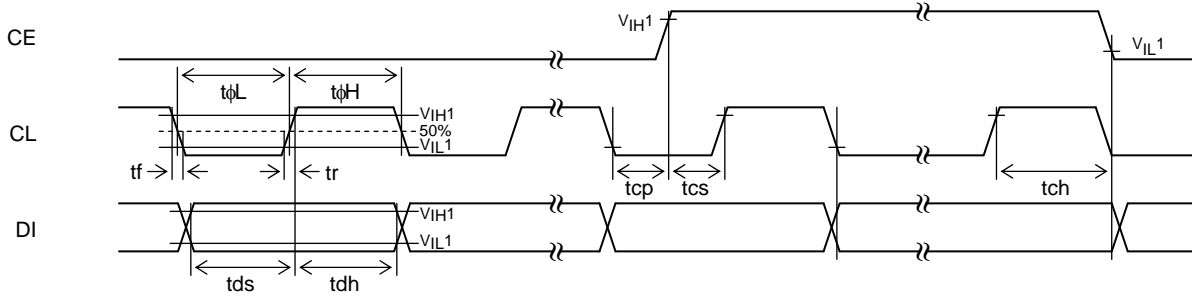 CE
VIH1
VIL1
tϕL
tϕH
CL
VIH1
50%
VIL1
tf
tr
tcp
tcs
tch
DI
VIH1
VIL1
tds
tdh